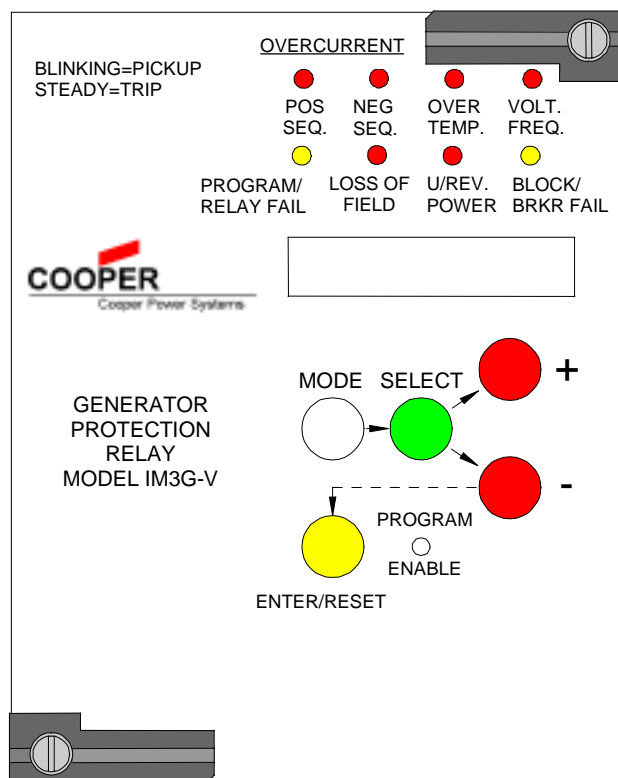 OVERCURRENT
BLINKING=PICKUP
STEADY=TRIP
POS NEG OVER VOLT.
SEQ. SEQ. TEMP. FREQ.
PROGRAM/ LOSS OF U/REV. BLOCK/
RELAY FAIL FIELD POWER BRKR FAIL
COOPER
Cooper Power Systems
MODE SELECT +
GENERATOR
PROTECTION
RELAY
MODEL IM3G-V
-
PROGRAM
ENABLE
ENTER/RESET